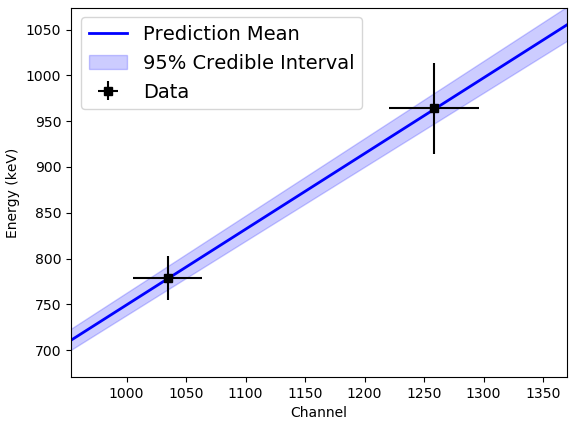 Prediction Mean
95% Credible Interval
Data
Energy (keV)
1050
1000
950
900
850
800
750
700
1000 1050 1100 1150 1200 1250 1300 1350
Channel